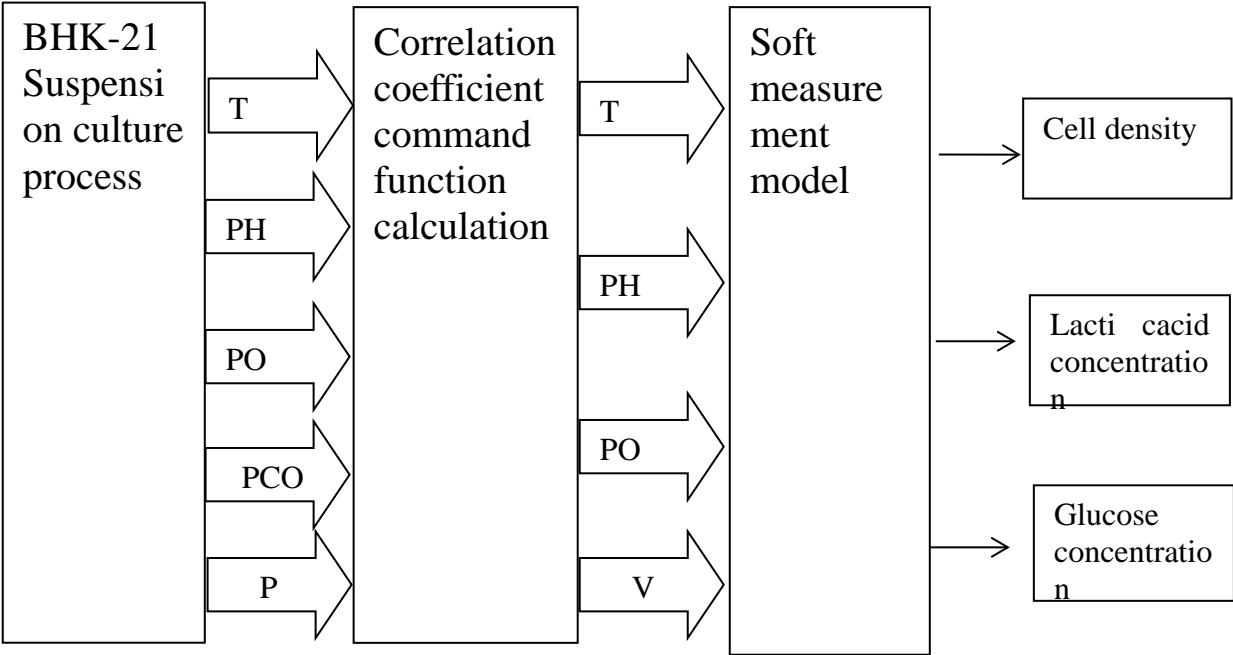 BHK-21
Suspensi
on culture
process
T
PH
PO
PCO
P
Correlation
coefficient
command
function
calculation
T
PH
PO
V
Soft
measure
ment
model
Cell density
Lacti cacid
concentratio
n
Glucose
concentratio
n